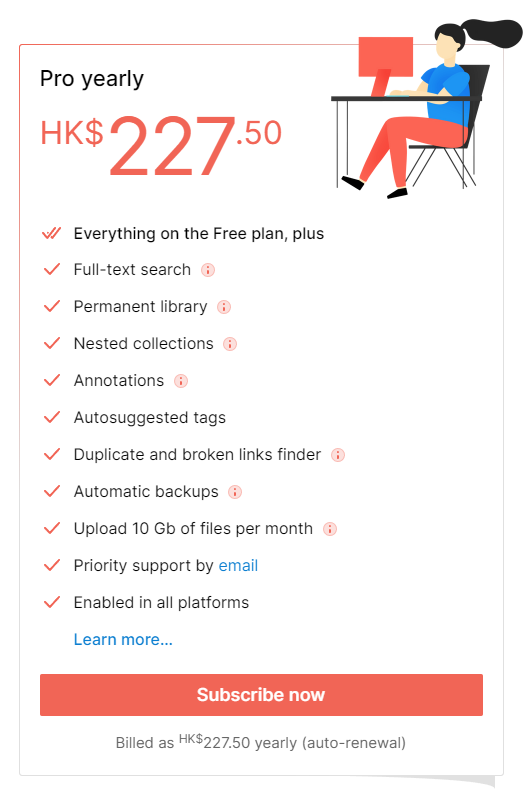 Pro yearly
HK$227.50
Everything on the Free plan, plus
Full-text search
Permanent library
Nested collections
Annotations
Autosuggested tags
Duplicate and broken links finder
Automatic backups
Upload 10 Gb of files per month
Priority support by email
Enabled in all platforms
Learn more...
Subscribe now
Billed as HK$227.50 yearly (auto-renewal)